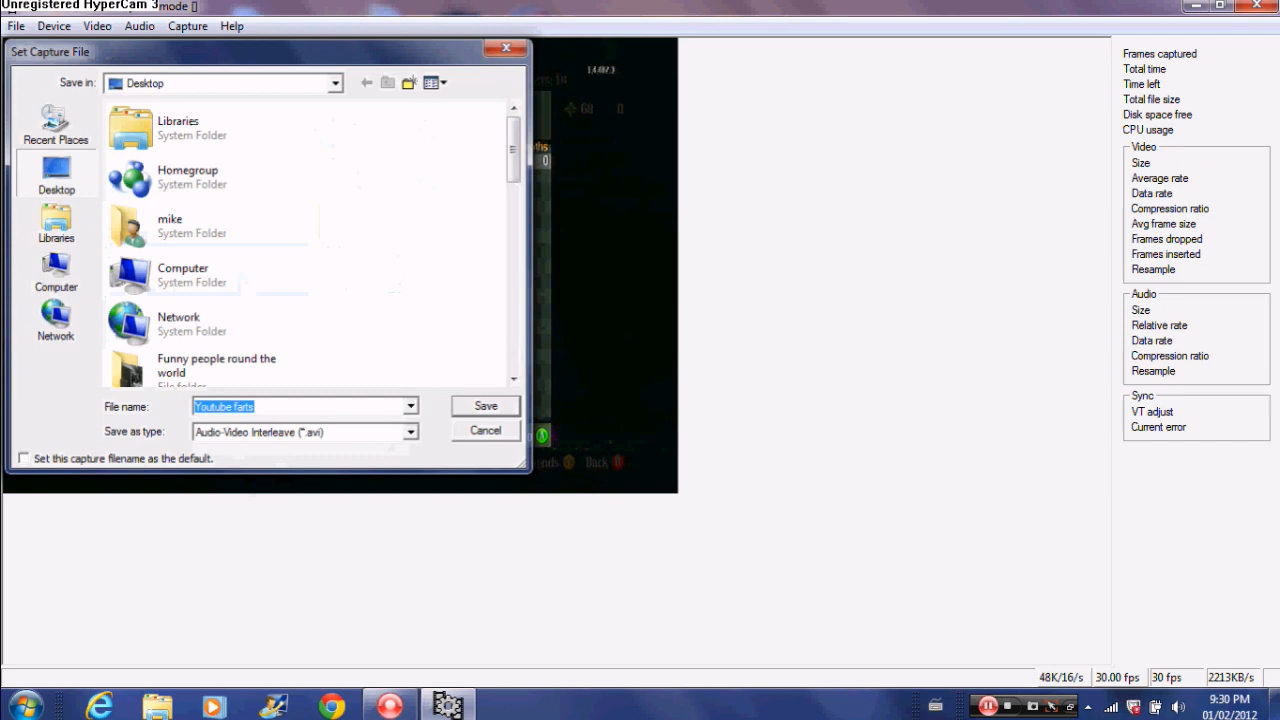 Unregistered HyperCam 3
mode []
File Device Video Audio Capture Help
Set Capture File
Save in: Desktop
Recent Places
Desktop
Libraries
Computer
Network
Libraries
System Folder
Homegroup
System Folder
mike
System Folder
Computer
System Folder
Network
System Folder
Funny people round the
world
File folder
File name: Youtube farts Save
Save as type: Audio-Video Interleave (*.avi) Cancel
Set this capture filename as the default.
G8 0
0
Back
Frames captured
Total time
Time left
Total file size
Disk space free
CPU usage
Video
Size
Average rate
Data rate
Compression ratio
Avg frame size
Frames dropped
Frames inserted
Resample
Audio
Size
Relative rate
Data rate
Compression ratio
Resample
Sync
VT adjust
Current error
48K/16/s 30.00 fps 30 fps 2213KB/s
9:30 PM
01/02/2012